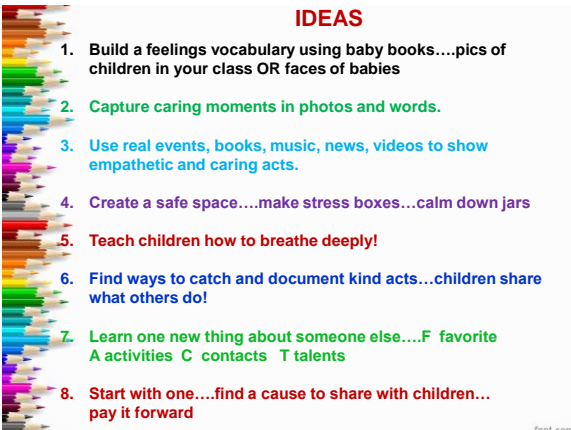 IDEAS
1. Build a feelings vocabulary using baby books....pics of
children in your class OR faces of babies
2. Capture caring moments in photos and words.
3. Use real events, books, music, news, videos to show
empathetic and caring acts.
4. Create a safe space....make stress boxes...calm down jars
5. Teach children how to breathe deeply!
6. Find ways to catch and document kind acts...children share
what others do!
7. Learn one new thing about someone else....F favorite
A activities C contacts T talents
8. Start with one....find a cause to share with children...
pay it forward